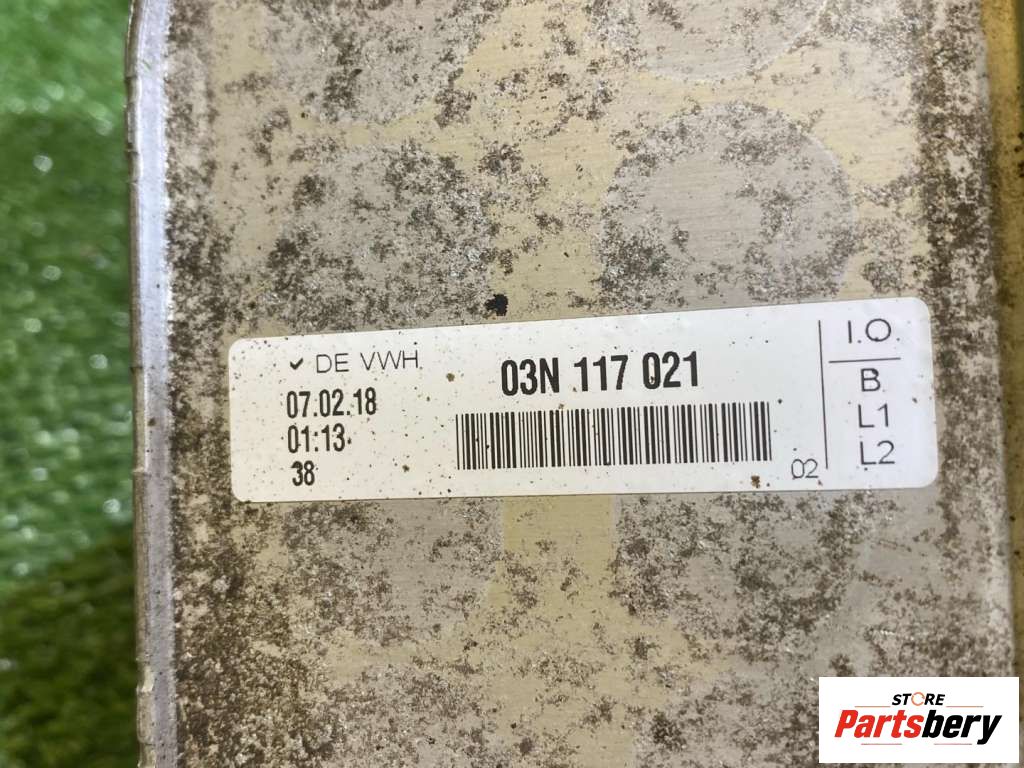 ✓ DE VWH
07.02.18
01:13
38
03N 117 021
02
I.O.
B
L1
L2
STORE
Partsbery